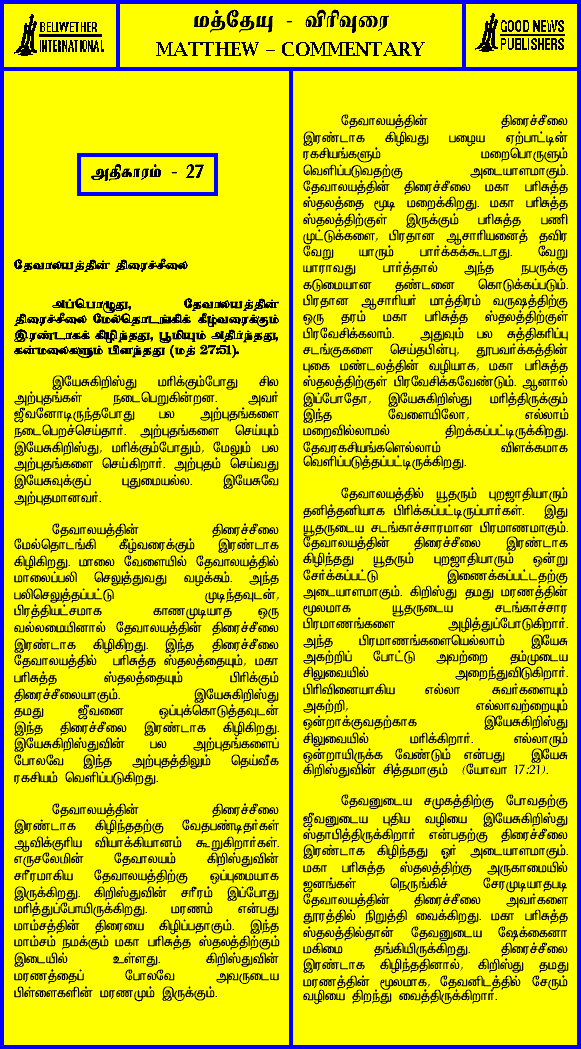 BELIWETHER
INTERNATIONAL
மத்தேயு - விரிவுரை
MATTHEW – COMMENTARY
GOOD NEWS
PUBLISHERS
அதிகாரம் - 27
தேவாலயத்தின் திரைச்சீலை
அப்பொழுது, தேவாலயத்தின்
திரைச்சீலை மேல்தொடங்கிக் கீழ்வரைக்கும்
இரண்டாகக் கிழிந்தது, பூமியும் அதிர்ந்தது,
கன்மலைகளும் பிளந்தது (மத் 27:51).
இயேசுகிறிஸ்து மரிக்கும்போது சில
அற்புதங்கள் நடைபெறுகின்றன. அவர்
ஜீவனோடிருந்தபோது பல அற்புதங்களை
நடைபெறச்செய்தார். அற்புதங்களை செய்யும்
இயேசுகிறிஸ்து, மரிக்கும்போதும், மேலும் பல
அற்புதங்களை செய்கிறார். அற்புதம் செய்வது
இயேசுவுக்குப் புதுமையல்ல. இயேசுவே
அற்புதமானவர்.
தேவாலயத்தின் திரைச்சீலை
மேல்தொடங்கி கீழ்வரைக்கும் இரண்டாக
கிழிகிறது. மாலை வேளையில் தேவாலயத்தில்
மாலைப்பலி செலுத்துவது வழக்கம். அந்த
பலிசெலுத்தப்பட்டு முடிந்தவுடன்,
பிரத்தியட்சமாக காணமுடியாத ஒரு
வல்லமையினால் தேவாலயத்தின் திரைச்சீலை
இரண்டாக கிழிகிறது. இந்த திரைச்சீலை
தேவாலயத்தில் பரிசுத்த ஸ்தலத்தையும், மகா
பரிசுத்த ஸ்தலத்தையும் பிரிக்கும்
திரைச்சீலையாகும். இயேசுகிறிஸ்து
தமது ஜீவனை ஒப்புக்கொடுத்தவுடன்
இந்த திரைச்சீலை இரண்டாக கிழிகிறது.
இயேசுகிறிஸ்துவின் பல அற்புதங்களைப்
போலவே இந்த அற்புதத்திலும் தெய்வீக
ரகசியம் வெளிப்படுகிறது.
தேவாலயத்தின் திரைச்சீலை
இரண்டாக கிழிந்ததற்கு வேதபண்டிதர்கள்
ஆவிக்குரிய வியாக்கியானம் கூறுகிறார்கள்.
எருசலேமின் தேவாலயம் கிறிஸ்துவின்
சரீரமாகிய தேவாலயத்திற்கு ஒப்புமையாக
இருக்கிறது. கிறிஸ்துவின் சரீரம் இப்போது
மரித்துப்போயிருக்கிறது. மரணம் என்பது
மாம்சத்தின் திரையை கிழிப்பதாகும். இந்த
மாம்சம் நமக்கும் மகா பரிசுத்த ஸ்தலத்திற்கும்
இடையில் உள்ளது. கிறிஸ்துவின்
மரணத்தைப் போலவே அவருடைய
பிள்ளைகளின் மரணமும் இருக்கும்.
தேவாலயத்தின் திரைச்சீலை
இரண்டாக கிழிவது பழைய ஏற்பாட்டின்
ரகசியங்களும் மறைபொருளும்
வெளிப்படுவதற்கு அடையாளமாகும்.
தேவாலயத்தின் திரைச்சீலை மகா பரிசுத்த
ஸ்தலத்தை மூடி மறைக்கிறது. மகா பரிசுத்த
ஸ்தலத்திற்குள் இருக்கும் பரிசுத்த பணி
முட்டுக்களை, பிரதான ஆசாரியனைத் தவிர
வேறு யாரும் பார்க்கக்கூடாது. வேறு
யாராவது பார்த்தால் அந்த நபருக்கு
கடுமையான தண்டனை கொடுக்கப்படும்.
பிரதான ஆசாரியர் மாத்திரம் வருஷத்திற்கு
ஒரு தரம் மகா பரிசுத்த ஸ்தலத்திற்குள்
பிரவேசிக்கலாம். அதுவும் பல சுத்திகரிப்பு
சடங்குகளை செய்தபின்பு, தூபவர்க்கத்தின்
புகை மண்டலத்தின் வழியாக, மகா பரிசுத்த
ஸ்தலத்திற்குள் பிரவேசிக்கவேண்டும். ஆனால்
இப்போதோ, இயேசுகிறிஸ்து மரித்திருக்கும்
இந்த வேளையிலோ, எல்லாம்
மறைவில்லாமல் திறக்கப்பட்டிருக்கிறது.
தேவரகசியங்களெல்லாம் விளக்கமாக
வெளிப்படுத்தப்பட்டிருக்கிறது.
தேவாலயத்தில் யூதரும் புறஜாதியாரும்
தனித்தனியாக பிரிக்கப்பட்டிருப்பார்கள். இது
யூதருடைய சடங்காச்சாரமான பிரமாணமாகும்.
தேவாலயத்தின் திரைச்சீலை இரண்டாக
கிழிந்தது யூதரும் புறஜாதியாரும் ஒன்று
சேர்க்கப்பட்டு இணைக்கப்பட்டதற்கு
அடையாளமாகும். கிறிஸ்து தமது மரணத்தின்
மூலமாக யூதருடைய சடங்காச்சார
பிரமாணங்களை அழித்துப்போடுகிறார்.
அந்த பிரமாணங்களையெல்லாம் இயேசு
அகற்றிப் போட்டு அவற்றை தம்முடைய
சிலுவையில் அறைந்துவிடுகிறார்.
பிரிவினையாகிய எல்லா சுவர்களையும்
அகற்றி, எல்லாவற்றையும்
ஒன்றாக்குவதற்காக இயேசுகிறிஸ்து
சிலுவையில் மரிக்கிறார். எல்லாரும்
ஒன்றாயிருக்க வேண்டும் என்பது இயேசு
கிறிஸ்துவின் சித்தமாகும் (யோவா 17:21).
தேவனுடைய சமுகத்திற்கு போவதற்கு
ஜீவனுடைய புதிய வழியை இயேசுகிறிஸ்து
ஸ்தாபித்திருக்கிறார் என்பதற்கு திரைச்சீலை
இரண்டாக கிழிந்தது ஓர் அடையாளமாகும்.
மகா பரிசுத்த ஸ்தலத்திற்கு அருகாமையில்
ஜனங்கள் நெருங்கிச் சேரமுடியாதபடி
தேவாலயத்தின் திரைச்சீலை அவர்களை
தூரத்தில் நிறுத்தி வைக்கிறது. மகா பரிசுத்த
ஸ்தலத்தில்தான் தேவனுடைய ஷேக்கைனா
மகிமை தங்கியிருக்கிறது. திரைச்சீலை
இரண்டாக கிழிந்ததினால், கிறிஸ்து தமது
மரணத்தின் மூலமாக, தேவனிடத்தில் சேரும்
வழியை திறந்து வைத்திருக்கிறார்.